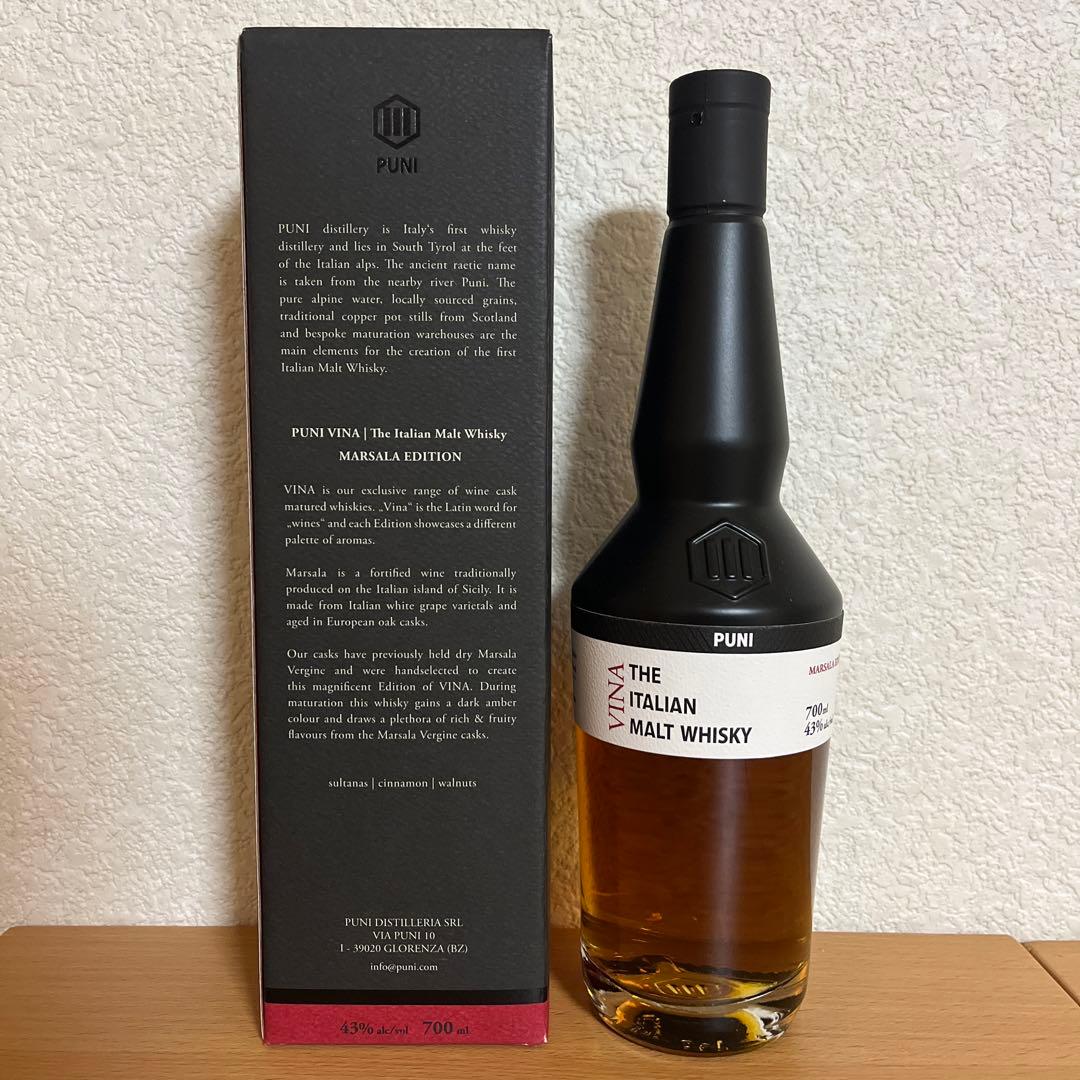 PUNI
PUNI distillery is Italy's first whisky
distillery and lies in South Tyrol at the feet
of the Italian alps. The ancient raetic name
is taken from the nearby river Puni. The
pure alpine water, locally sourced grains,
traditional copper pot stills from Scotland
and bespoke maturation warehouses are the
main elements for the creation of the first
Italian Malt Whisky.
PUNI VINA | The Italian Malt Whisky
MARSALA EDITION
VINA is our exclusive range of wine cask
matured whiskies. „Vina“ is the Latin word for
„wines“ and each Edition showcases a different
palette of aromas.
Marsala is a fortified wine traditionally
produced on the Italian island of Sicily. It is
made from Italian white grape varietals and
aged in European oak casks.
Our casks have previously held dry Marsala
Vergine and were handselected to create
this magnificent Edition of VINA. During
maturation this whisky gains a dark amber
colour and draws a plethora of rich & fruity
flavours from the Marsala Vergine casks.
sultanas | cinnamon | walnuts
PUNI DISTILLERIA SRL
VIA PUNI 10
I - 39020 GLORENZA (BZ)
info@puni.com
43% alc/vol 700 ml
PUNI
VINA
THE
ITALIAN
MALT WHISKY
MARSALA
700 ml
43%